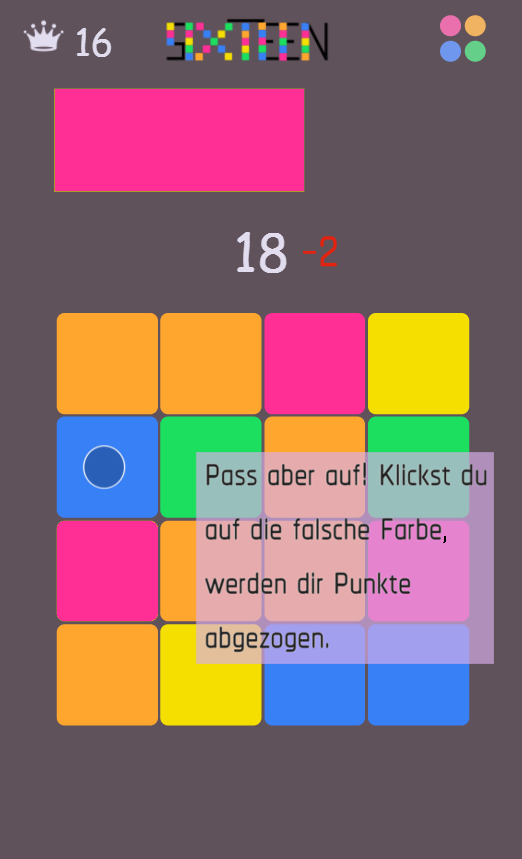 16
SIXTEEN
18 -2
Pass aber auf! Klickst du
auf die falsche Farbe,
werden dir Punkte
abgezogen.